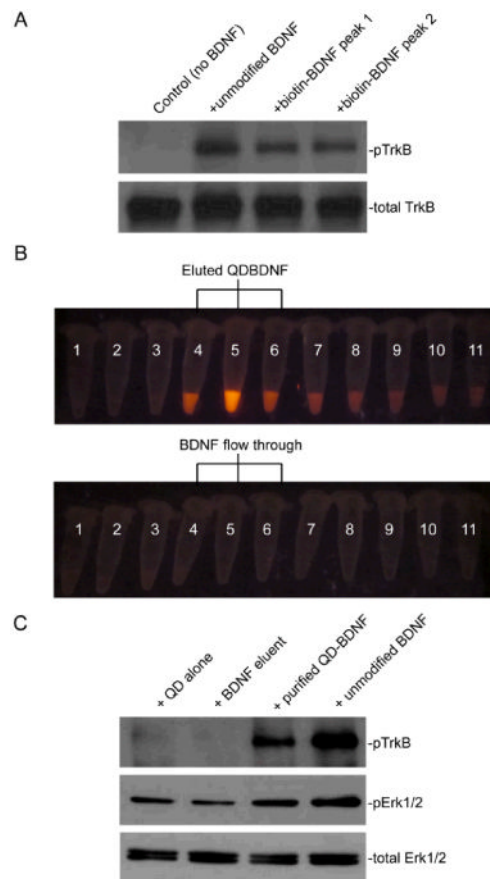 A
Control (no BDNF)
+unmodified BDNF
+biotin-BDNF peak 1
+biotin-BDNF peak 2
-pTrkB
-total TrkB
B
Eluted QDBDNF
1 2 3 4 5 6 7 8 9 10 11
BDNF flow through
1 2 3 4 5 6 7 8 9 10 11
C
+ QD alone
+ BDNF eluent
+ purified QD-BDNF
+ unmodified BDNF
-pTrkB
-pErk1/2
-total Erk1/2